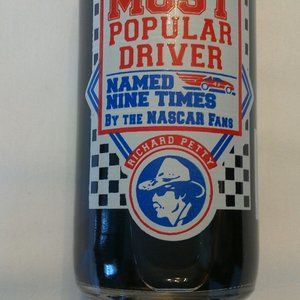 MOST
POPULAR
DRIVER
NAMED
NINE TIMES
BY THE NASCAR FANS
RICHARD PETTY